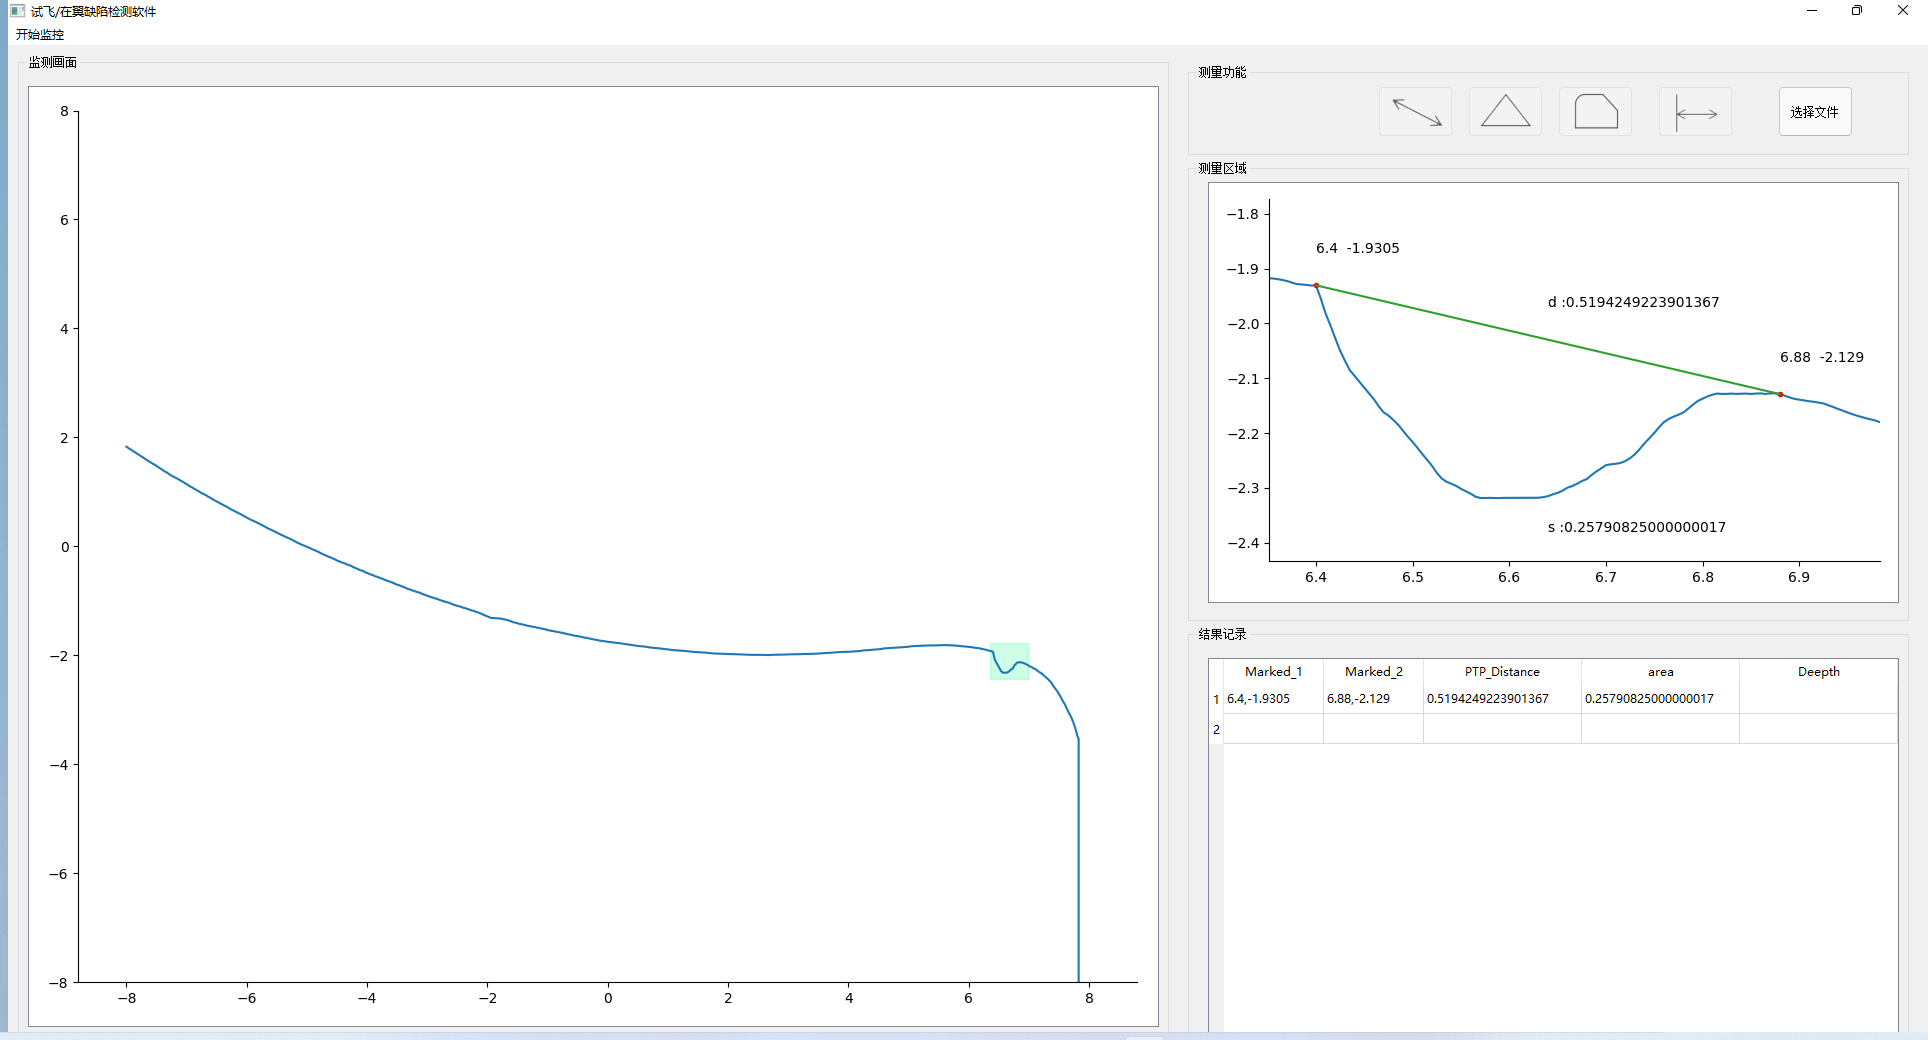 试飞/在翼缺陷检测软件
开始监控
监测画面
8
6
4
2
0
−2
−4
−6
−8
−8 −6 −4 −2 0 2 4 6 8
测量功能
选择文件
测量区域
−1.8
−1.9
−2.0
−2.1
−2.2
−2.3
−2.4
6.4 -1.9305
d :0.5194249223901367
6.88 -2.129
s :0.25790825000000017
6.4 6.5 6.6 6.7 6.8 6.9
结果记录
Marked_1 Marked_2 PTP_Distance area Deepth
1 6.4,-1.9305 6.88,-2.129 0.5194249223901367 0.25790825000000017
2